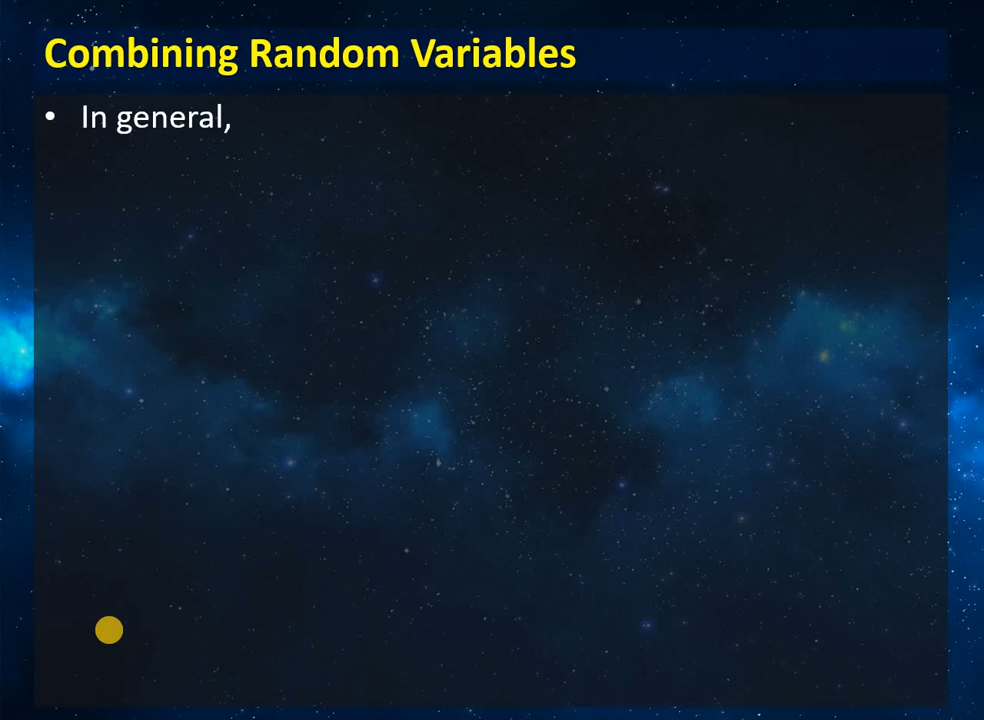 Combining Random Variables
• In general,